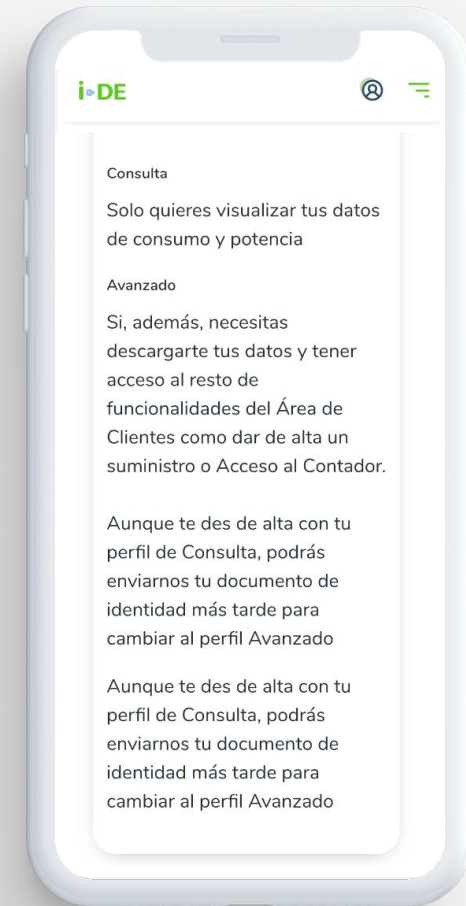 i-DE
Consulta
Solo quieres visualizar tus datos
de consumo y potencia
Avanzado
Si, además, necesitas
descargarte tus datos y tener
acceso al resto de
funcionalidades del Área de
Clientes como dar de alta un
suministro o Acceso al Contador.
Aunque te des de alta con tu
perfil de Consulta, podrás
enviarnos tu documento de
identidad más tarde para
cambiar al perfil Avanzado
Aunque te des de alta con tu
perfil de Consulta, podrás
enviarnos tu documento de
identidad más tarde para
cambiar al perfil Avanzado